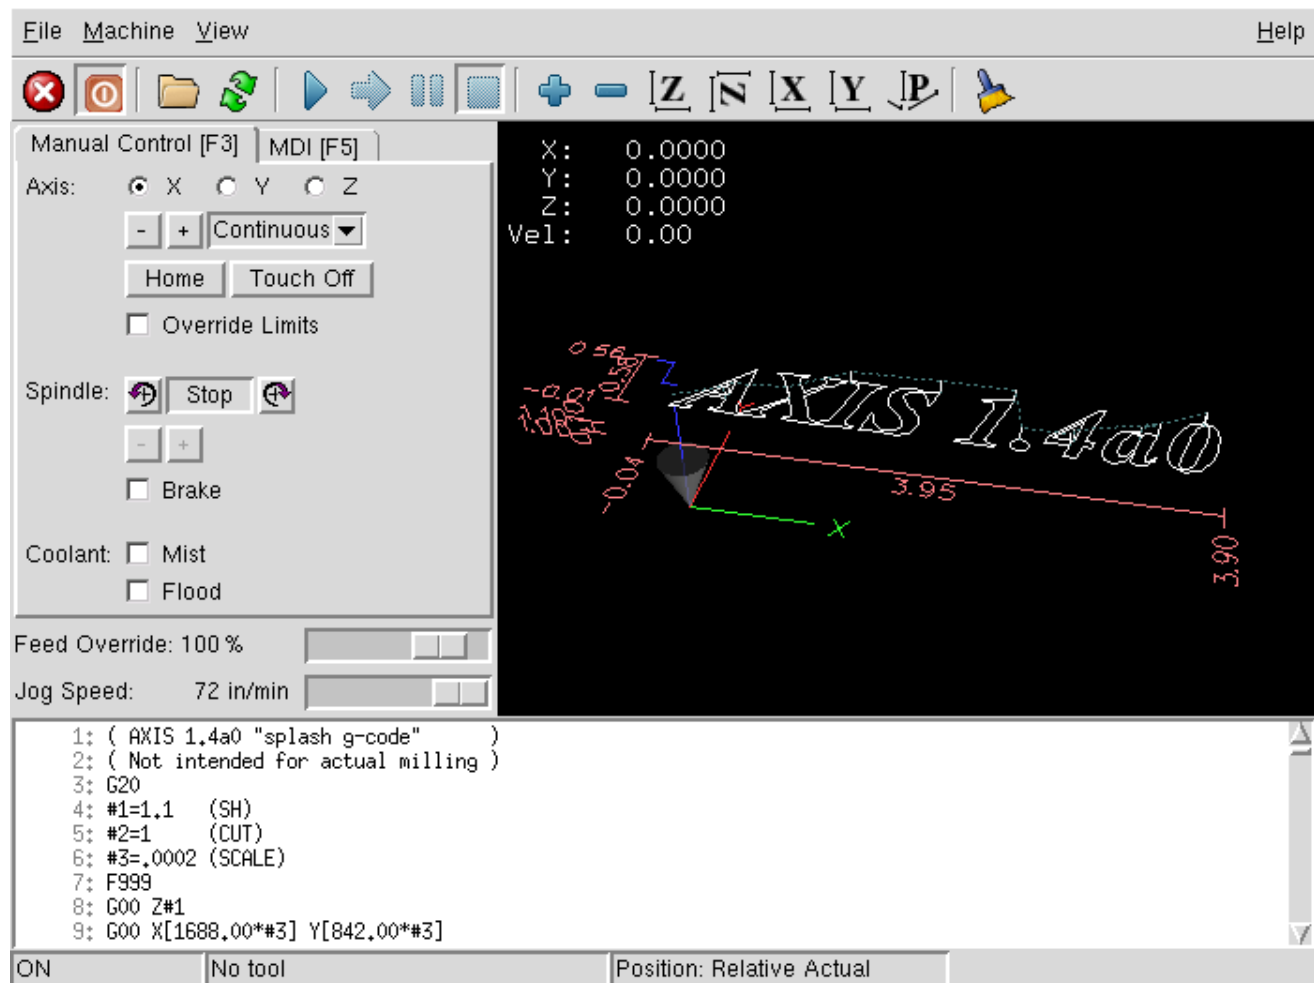 File Machine View Help
Z N X Y P
Manual Control [F3] MDI [F5]
Axis: X Y Z
- + Continuous
Home Touch Off
Override Limits
Spindle: Stop
- +
Brake
Coolant: Mist
Flood
Feed Override: 100 %
Jog Speed: 72 in/min
X: 0.0000
Y: 0.0000
Z: 0.0000
Vel: 0.00
Z
AXIS 1.4a0
-0.04
3.95
X
3.90
1: ( AXIS 1.4a0 "splash g-code" )
2: ( Not intended for actual milling )
3: G20
4: #1=1.1 (SH)
5: #2=1 (CUT)
6: #3=.0002 (SCALE)
7: F999
8: G00 Z#1
9: G00 X[1688.00*#3] Y[842.00*#3]
ON No tool Position: Relative Actual